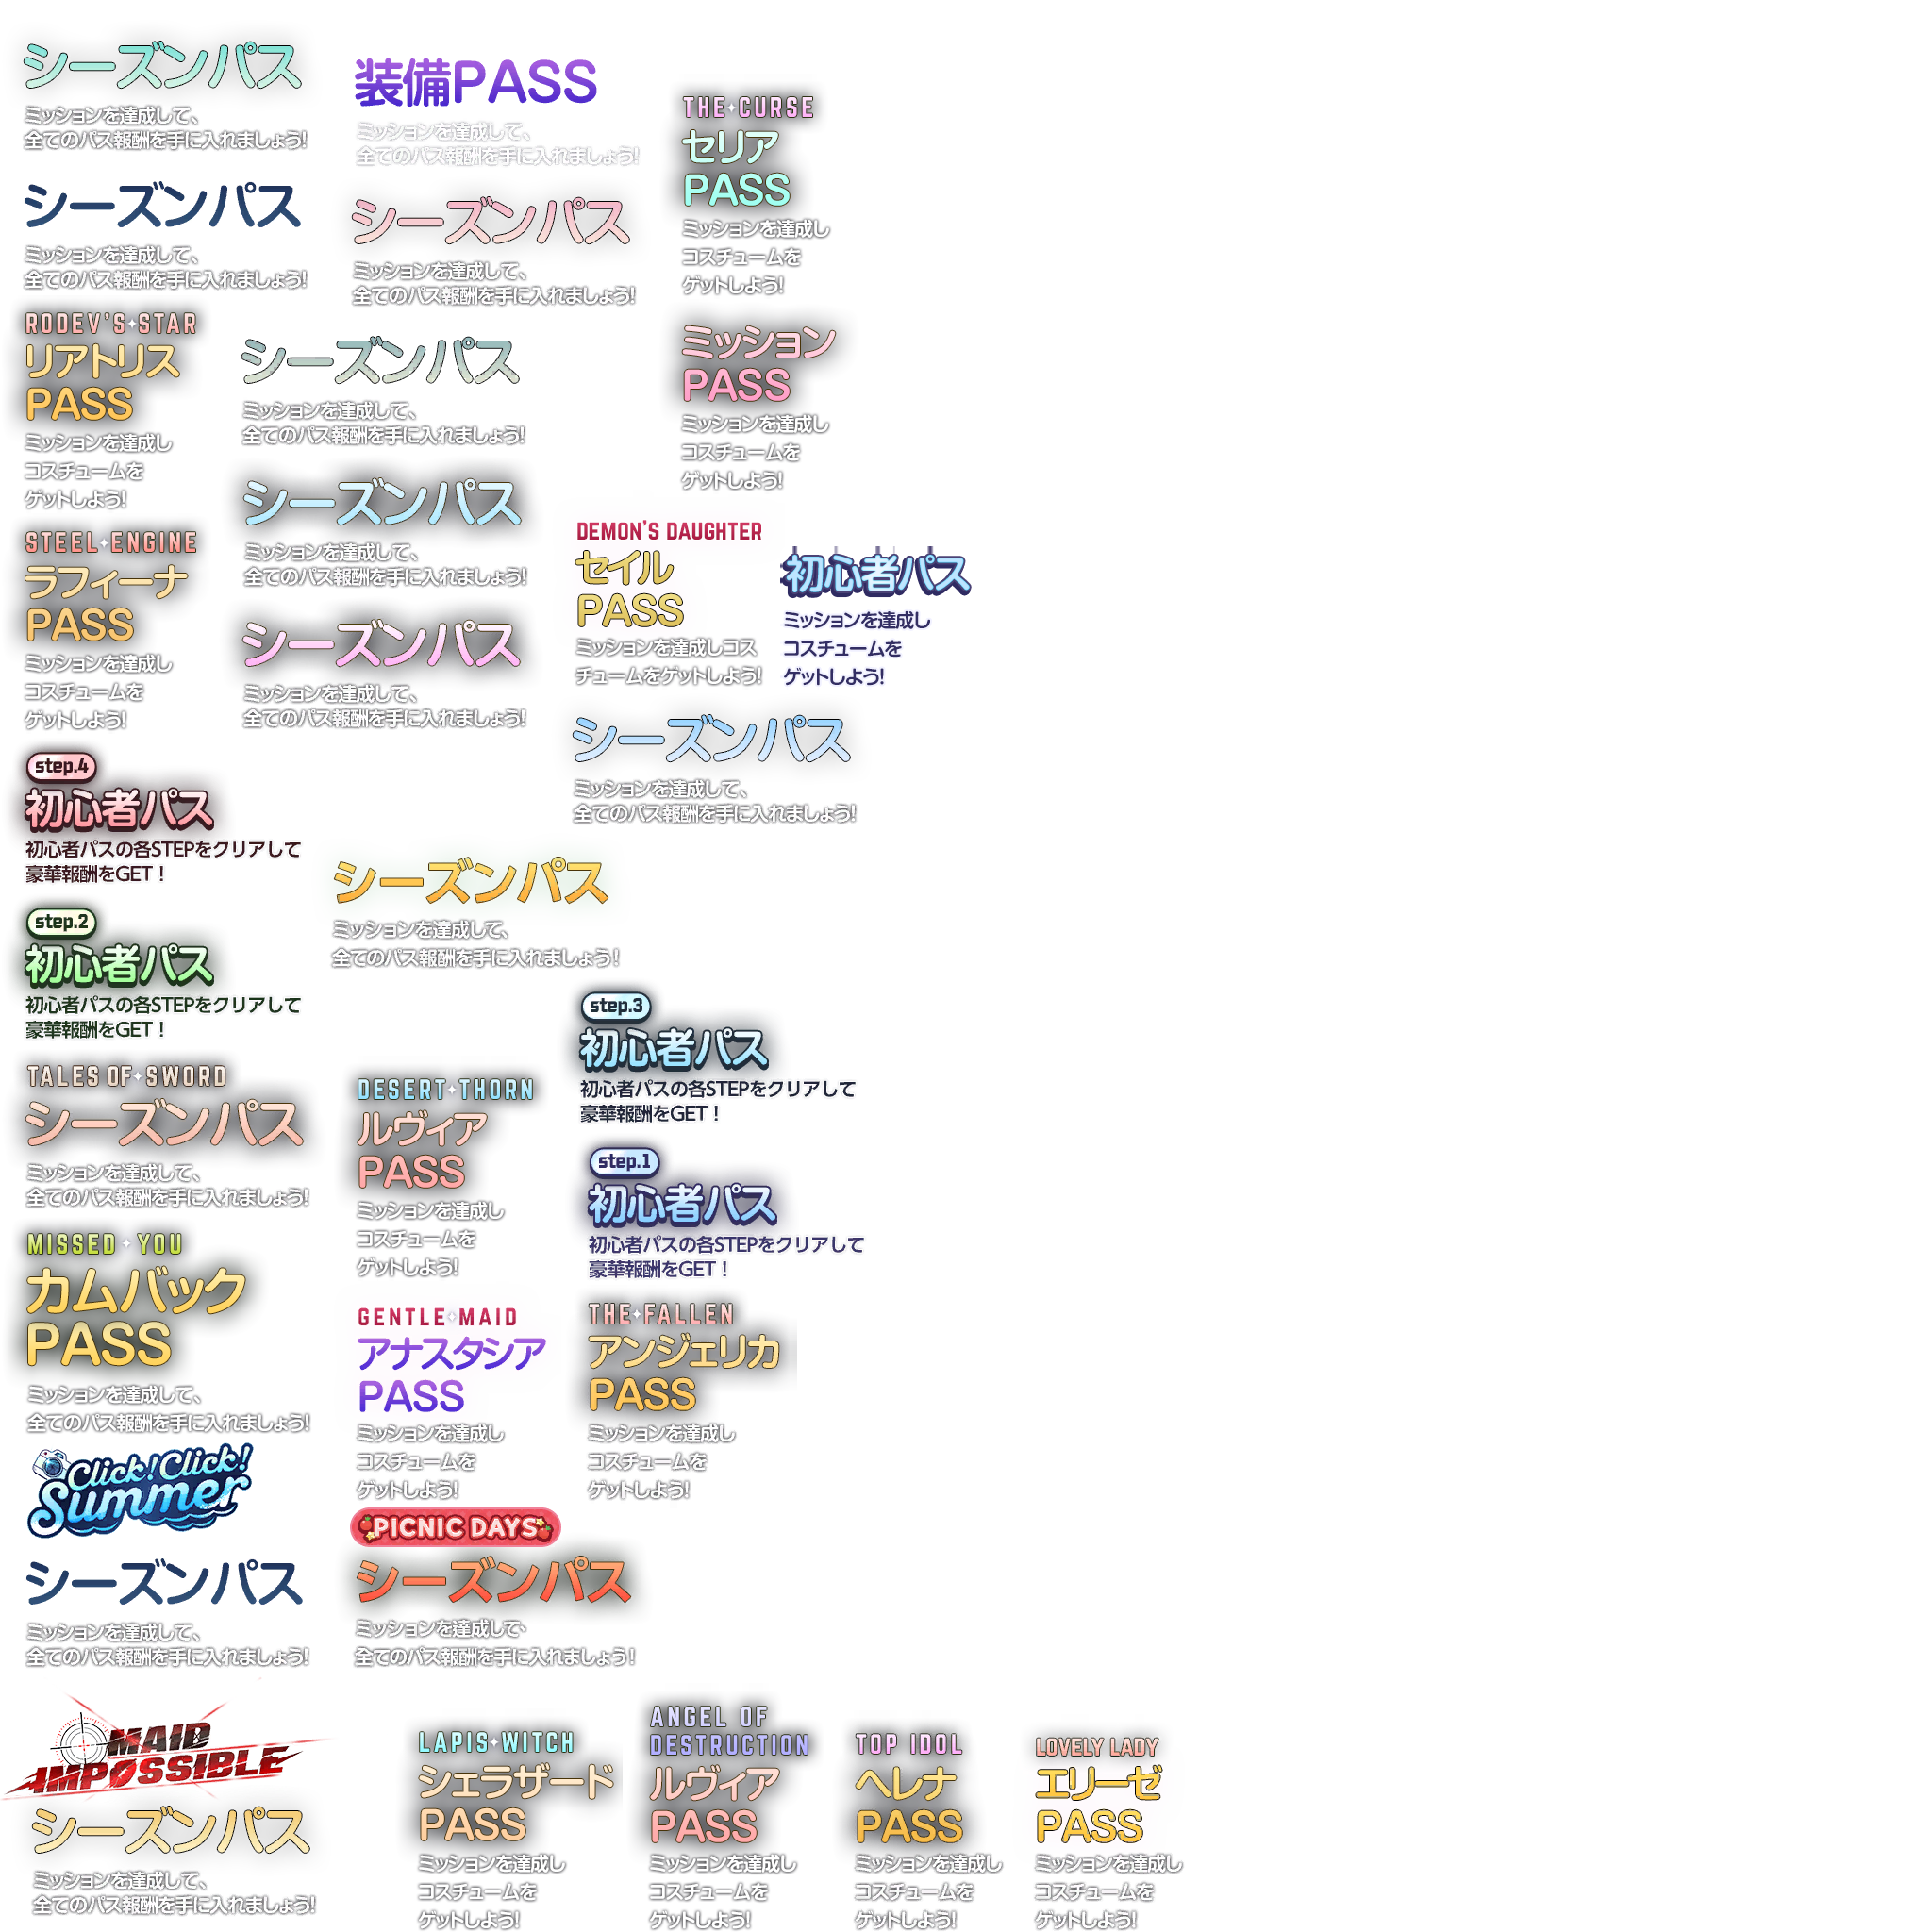 シーズンパス
ミッションを達成して、
全てのパス報酬を手に入れましょう!
装備PASS
ミッションを達成して、
全てのパス報酬を手に入れましょう!
THE CURSE
セリア
PASS
ミッションを達成し
コスチュームを
ゲットしよう!
シーズンパス
ミッションを達成して、
全てのパス報酬を手に入れましょう!
シーズンパス
ミッションを達成して、
全てのパス報酬を手に入れましょう!
RODEV'S STAR
リアトリス
PASS
ミッションを達成し
コスチュームを
ゲットしよう!
シーズンパス
ミッションを達成して、
全てのパス報酬を手に入れましょう!
ミッション
PASS
ミッションを達成し
コスチュームを
ゲットしよう!
シーズンパス
ミッションを達成して、
全てのパス報酬を手に入れましょう!
STEEL ENGINE
ラフィーナ
PASS
ミッションを達成し
コスチュームを
ゲットしよう!
シーズンパス
ミッションを達成して、
全てのパス報酬を手に入れましょう!
DEMON'S DAUGHTER
セイル
PASS
ミッションを達成しコス
チュームをゲットしよう!
初心者パス
ミッションを達成し
コスチュームを
ゲットしよう!
シーズンパス
ミッションを達成して、
全てのパス報酬を手に入れましょう!
step.4
初心者パス
初心者パスの各STEPをクリアして
豪華報酬をGET!
シーズンパス
ミッションを達成して、
全てのパス報酬を手に入れましょう!
step.2
初心者パス
初心者パスの各STEPをクリアして
豪華報酬をGET!
step.3
初心者パス
初心者パスの各STEPをクリアして
豪華報酬をGET!
TALES OF SWORD
シーズンパス
ミッションを達成して、
全てのパス報酬を手に入れましょう!
DESERT THORN
ルヴィア
PASS
ミッションを達成し
コスチュームを
ゲットしよう!
step.1
初心者パス
初心者パスの各STEPをクリアして
豪華報酬をGET!
MISSED YOU
カムバック
PASS
ミッションを達成して、
全てのパス報酬を手に入れましょう!
GENTLE MAID
アナスタシア
PASS
ミッションを達成し
コスチュームを
ゲットしよう!
THE FALLEN
アンジェリカ
PASS
ミッションを達成し
コスチュームを
ゲットしよう!
Click! Click!
Summer
シーズンパス
ミッションを達成して、
全てのパス報酬を手に入れましょう!
PICNIC DAYS
シーズンパス
ミッションを達成して、
全てのパス報酬を手に入れましょう!
MAID
IMPOSSIBLE
シーズンパス
ミッションを達成して、
全てのパス報酬を手に入れましょう!
LAPIS WITCH
シェラザード
PASS
ミッションを達成し
コスチュームを
ゲットしよう!
ANGEL OF
DESTRUCTION
ルヴィア
PASS
ミッションを達成し
コスチュームを
ゲットしよう!
TOP IDOL
ヘレナ
PASS
ミッションを達成し
コスチュームを
ゲットしよう!
LOVELY LADY
エリーゼ
PASS
ミッションを達成し
コスチュームを
ゲットしよう!